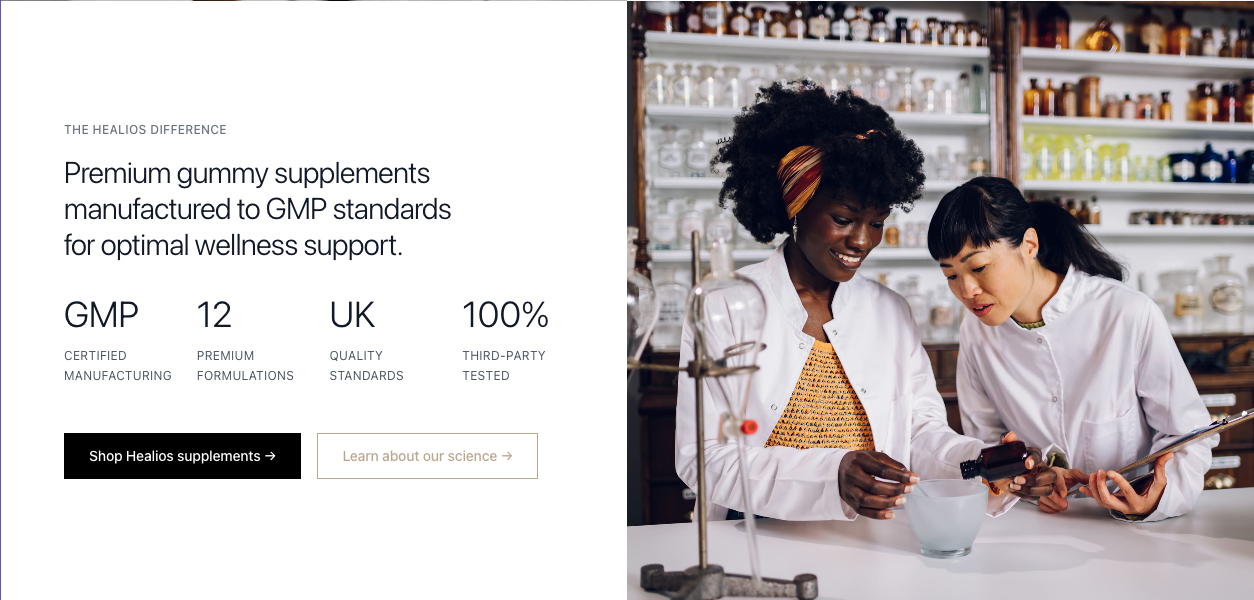 THE HEALIOS DIFFERENCE
Premium gummy supplements
manufactured to GMP standards
for optimal wellness support.
GMP
CERTIFIED
MANUFACTURING
12
PREMIUM
FORMULATIONS
UK
QUALITY
STANDARDS
100%
THIRD-PARTY
TESTED
Shop Healios supplements →
Learn about our science →